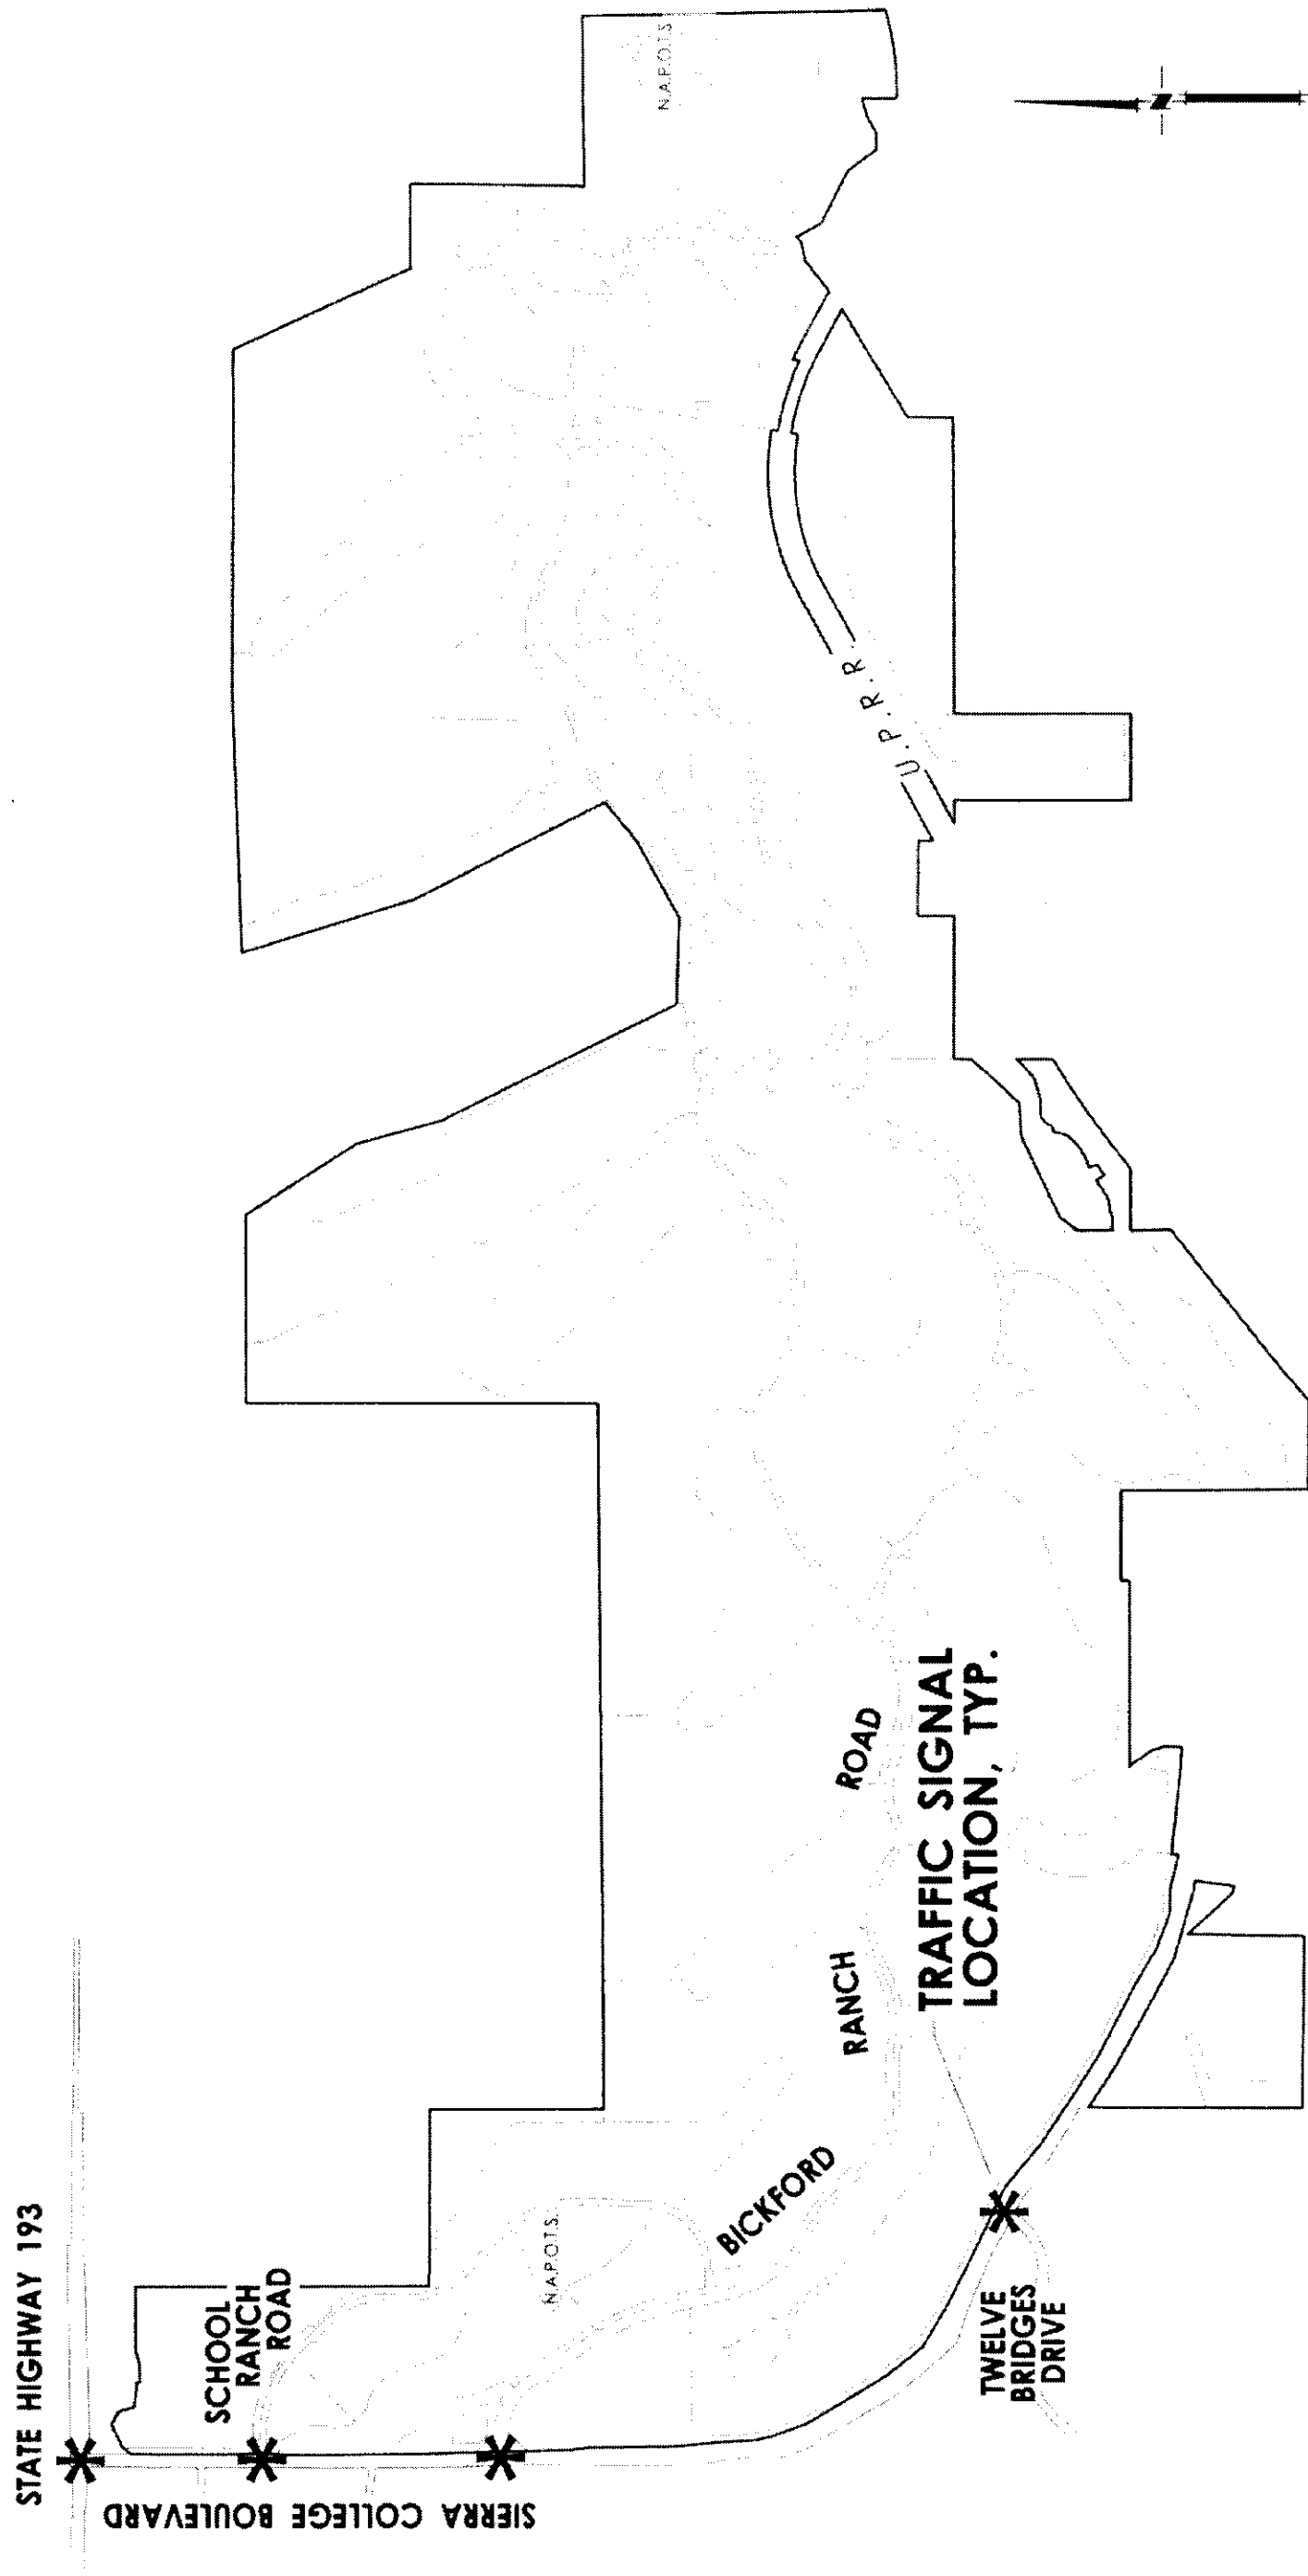 STATE HIGHWAY 193
SCHOOL
RANCH
ROAD
SIERRA COLLEGE BOULEVARD
N.A.P.O.T.S.
BICKFORD
RANCH
ROAD
TRAFFIC SIGNAL
LOCATION, TYP.
TWELVE
BRIDGES
DRIVE
U.P.R.R.
N.A.P.O.T.S.